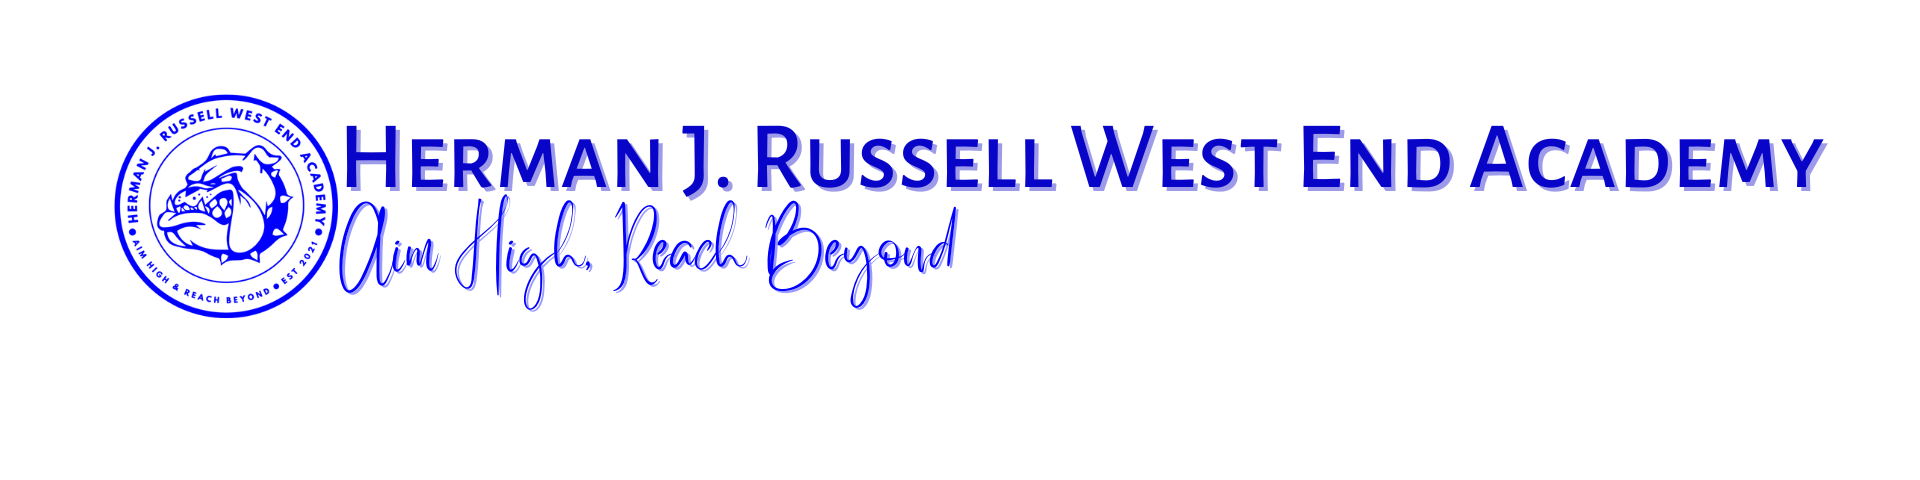 HERMAN J. RUSSELL WEST END ACADEMY
AIM HIGH & REACH BEYOND • EST 2021
HERMAN J. RUSSELL WEST END ACADEMY
Aim High, Reach Beyond